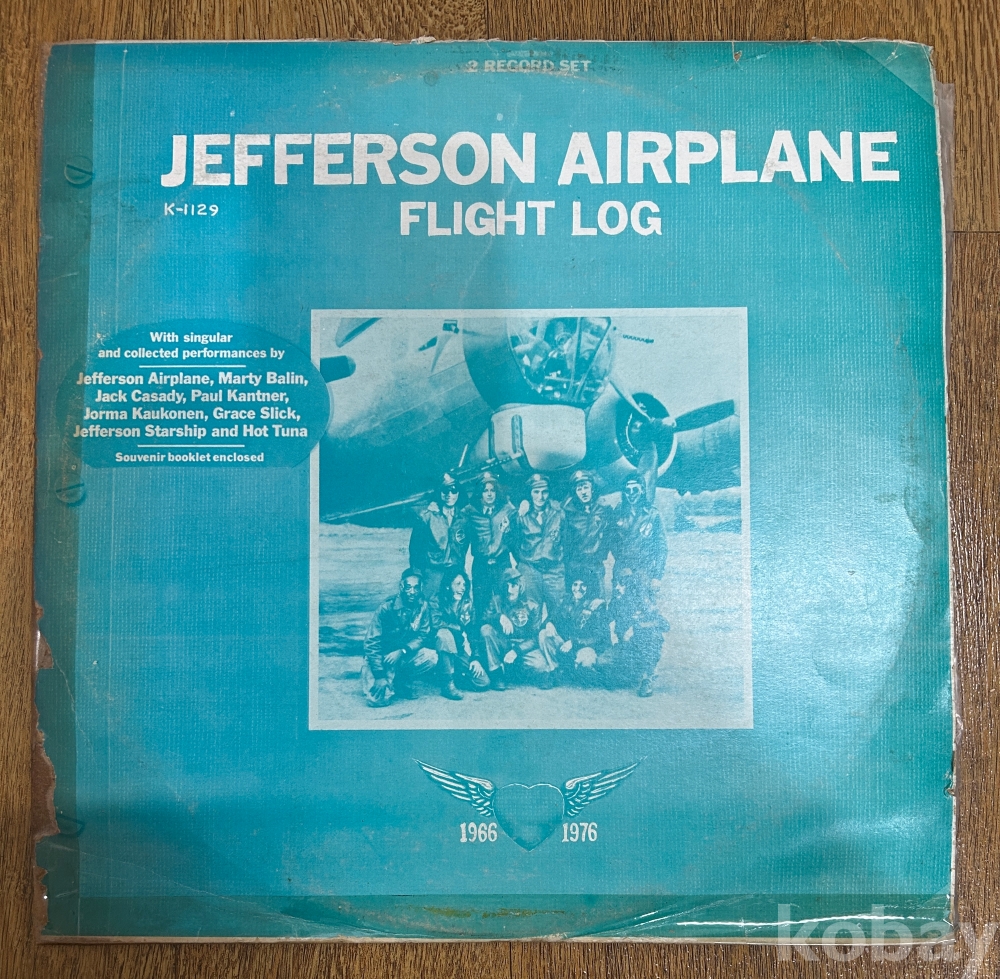 2 RECORD SET
JEFFERSON AIRPLANE
K-1129
FLIGHT LOG
With singular
and collected performances by
Jefferson Airplane, Marty Balin,
Jack Casady, Paul Kantner,
Jorma Kaukonen, Grace Slick,
Jefferson Starship and Hot Tuna
Souvenir booklet enclosed
1966 1976
kobay